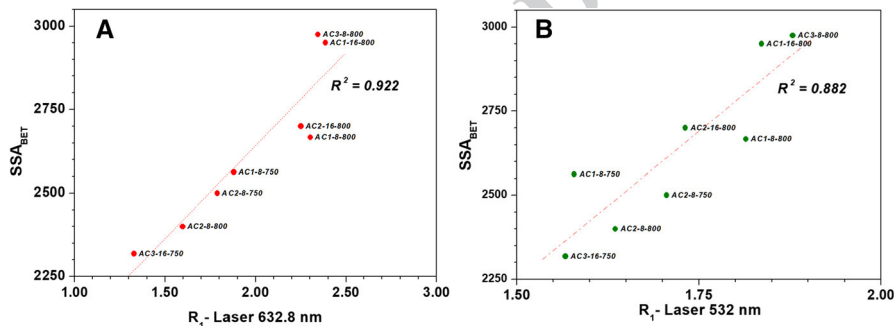 A
3000
2750
2500
2250
SSA_BET
AC3-8-800
AC1-16-800
R² = 0.922
AC2-16-800
AC1-8-800
AC1-8-750
AC2-8-750
AC2-8-800
AC3-16-750
1.00 1.50 2.00 2.50 3.00
R₁- Laser 632.8 nm
B
3000
2750
2500
2250
SSA_BET
AC3-8-800
AC1-16-800
R² = 0.882
AC2-16-800
AC1-8-800
AC1-8-750
AC2-8-750
AC2-8-800
AC3-16-750
1.50 1.75 2.00
R₁- Laser 532 nm